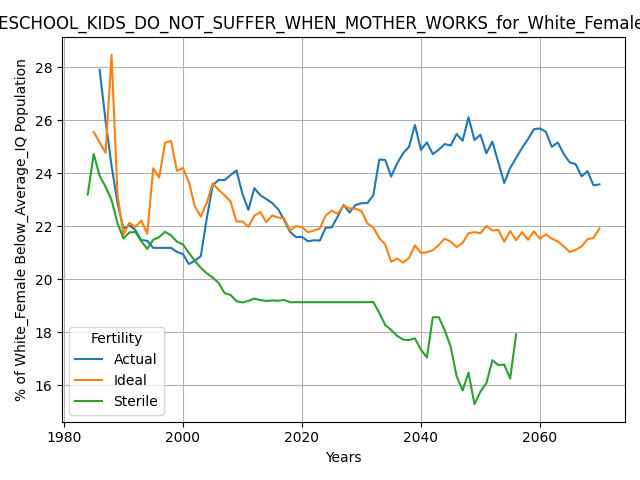 ESCHOOL_KIDS_DO_NOT_SUFFER_WHEN_MOTHER_WORKS_for_White_Female
% of White_Female Below_Average_IQ Population
28
26
24
22
20
18
16
Fertility
Actual
Ideal
Sterile
1980
2000
2020
2040
2060
Years